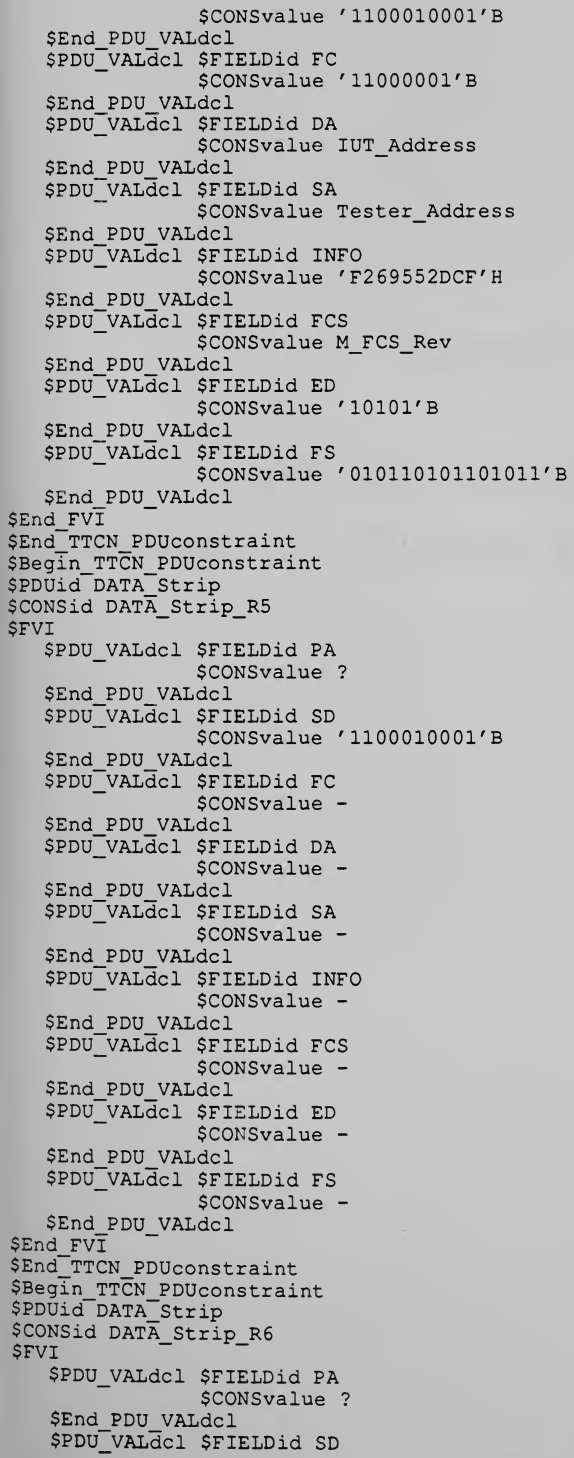 $CONSvalue '1100010001'B
$End_PDU_VALdcl
$PDU_VALdcl $FIELDid FC
$CONSvalue '11000001'B
$End_PDU_VALdcl
$PDU_VALdcl $FIELDid DA
$CONSvalue IUT_Address
$End_PDU_VALdcl
$PDU_VALdcl $FIELDid SA
$CONSvalue Tester_Address
$End_PDU_VALdcl
$PDU_VALdcl $FIELDid INFO
$CONSvalue 'F269552DCF'H
$End_PDU_VALdcl
$PDU_VALdcl $FIELDid FCS
$CONSvalue M_FCS_Rev
$End_PDU_VALdcl
$PDU_VALdcl $FIELDid ED
$CONSvalue '10101'B
$End_PDU_VALdcl
$PDU_VALdcl $FIELDid FS
$CONSvalue '010110101101011'B
$End_PDU_VALdcl
$End_FVI
$End_TTCN_PDUconstraint
$Begin_TTCN_PDUconstraint
$PDUid DATA_Strip
$CONSid DATA_Strip_R5
$FVI
$PDU_VALdcl $FIELDid PA
$CONSvalue ?
$End_PDU_VALdcl
$PDU_VALdcl $FIELDid SD
$CONSvalue '1100010001'B
$End_PDU_VALdcl
$PDU_VALdcl $FIELDid FC
$CONSvalue -
$End_PDU_VALdcl
$PDU_VALdcl $FIELDid DA
$CONSvalue -
$End_PDU_VALdcl
$PDU_VALdcl $FIELDid SA
$CONSvalue -
$End_PDU_VALdcl
$PDU_VALdcl $FIELDid INFO
$CONSvalue -
$End_PDU_VALdcl
$PDU_VALdcl $FIELDid FCS
$CONSvalue -
$End_PDU_VALdcl
$PDU_VALdcl $FIELDid ED
$CONSvalue -
$End_PDU_VALdcl
$PDU_VALdcl $FIELDid FS
$CONSvalue -
$End_PDU_VALdcl
$End_FVI
$End_TTCN_PDUconstraint
$Begin_TTCN_PDUconstraint
$PDUid DATA_Strip
$CONSid DATA_Strip_R6
$FVI
$PDU_VALdcl $FIELDid PA
$CONSvalue ?
$End_PDU_VALdcl
$PDU_VALdcl $FIELDid SD